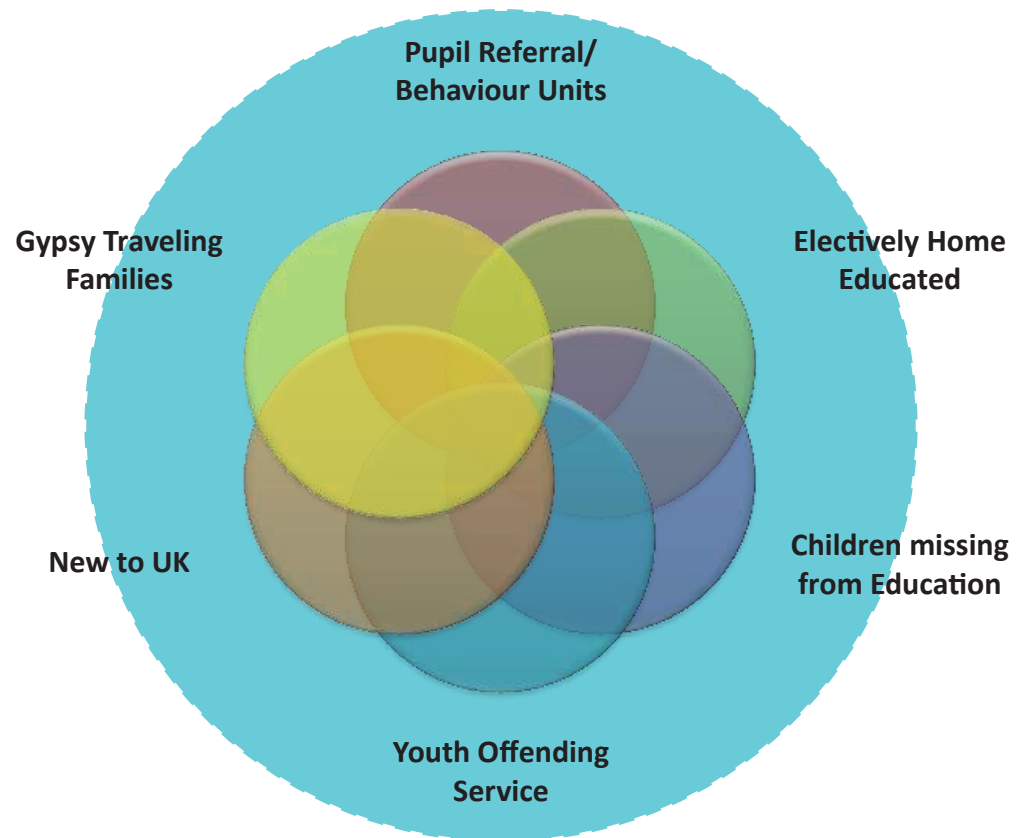 Pupil Referral/
Behaviour Units
Gypsy Traveling
Families
Electively Home
Educated
New to UK
Children missing
from Education
Youth Offending
Service